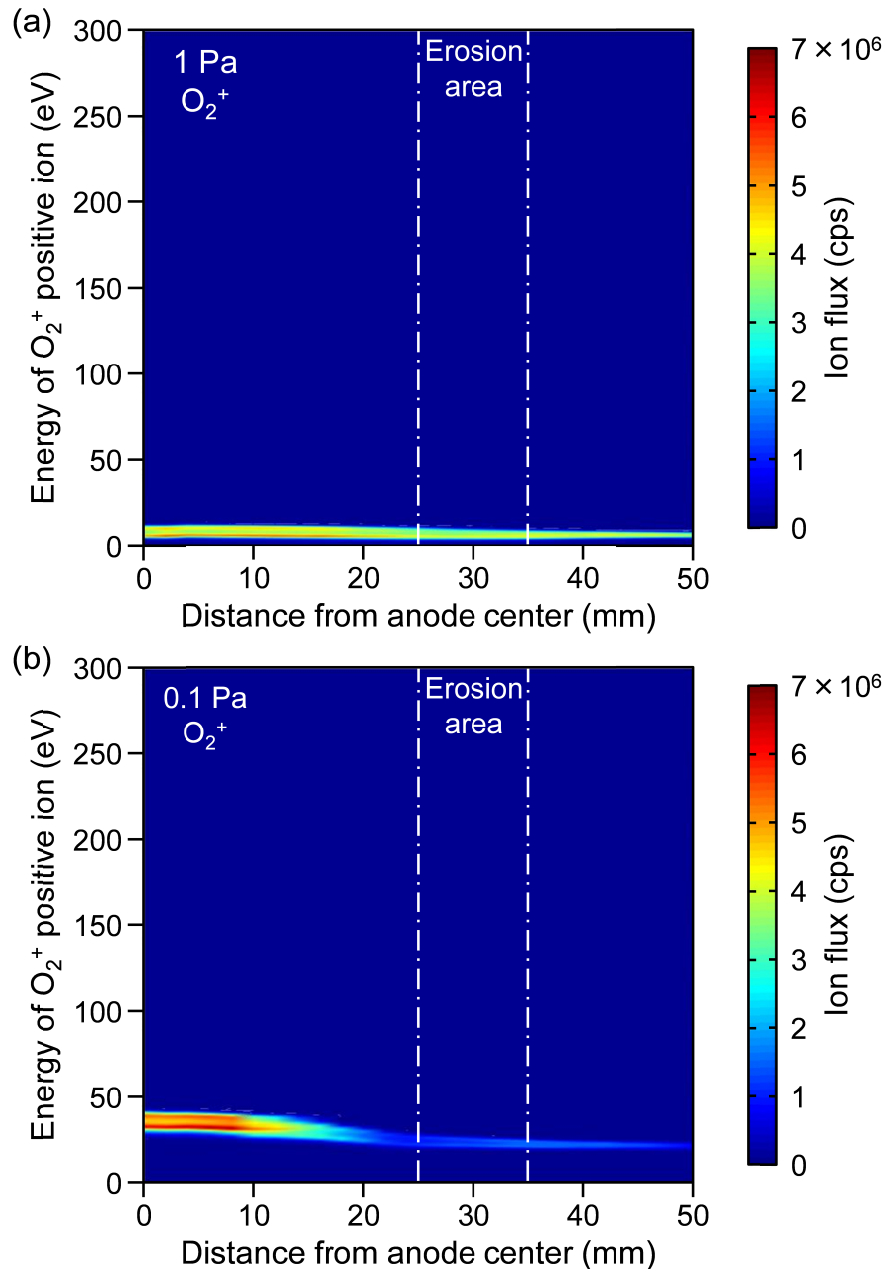 (a)
300
250
200
150
100
50
0
Energy of O₂⁺ positive ion (eV)
1 Pa
O₂⁺
Erosion
area
0 10 20 30 40 50
Distance from anode center (mm)
7 × 10⁶
6
5
4
3
2
1
0
Ion flux (cps)
(b)
300
250
200
150
100
50
0
Energy of O₂⁺ positive ion (eV)
0.1 Pa
O₂⁺
Erosion
area
0 10 20 30 40 50
Distance from anode center (mm)
7 × 10⁶
6
5
4
3
2
1
0
Ion flux (cps)